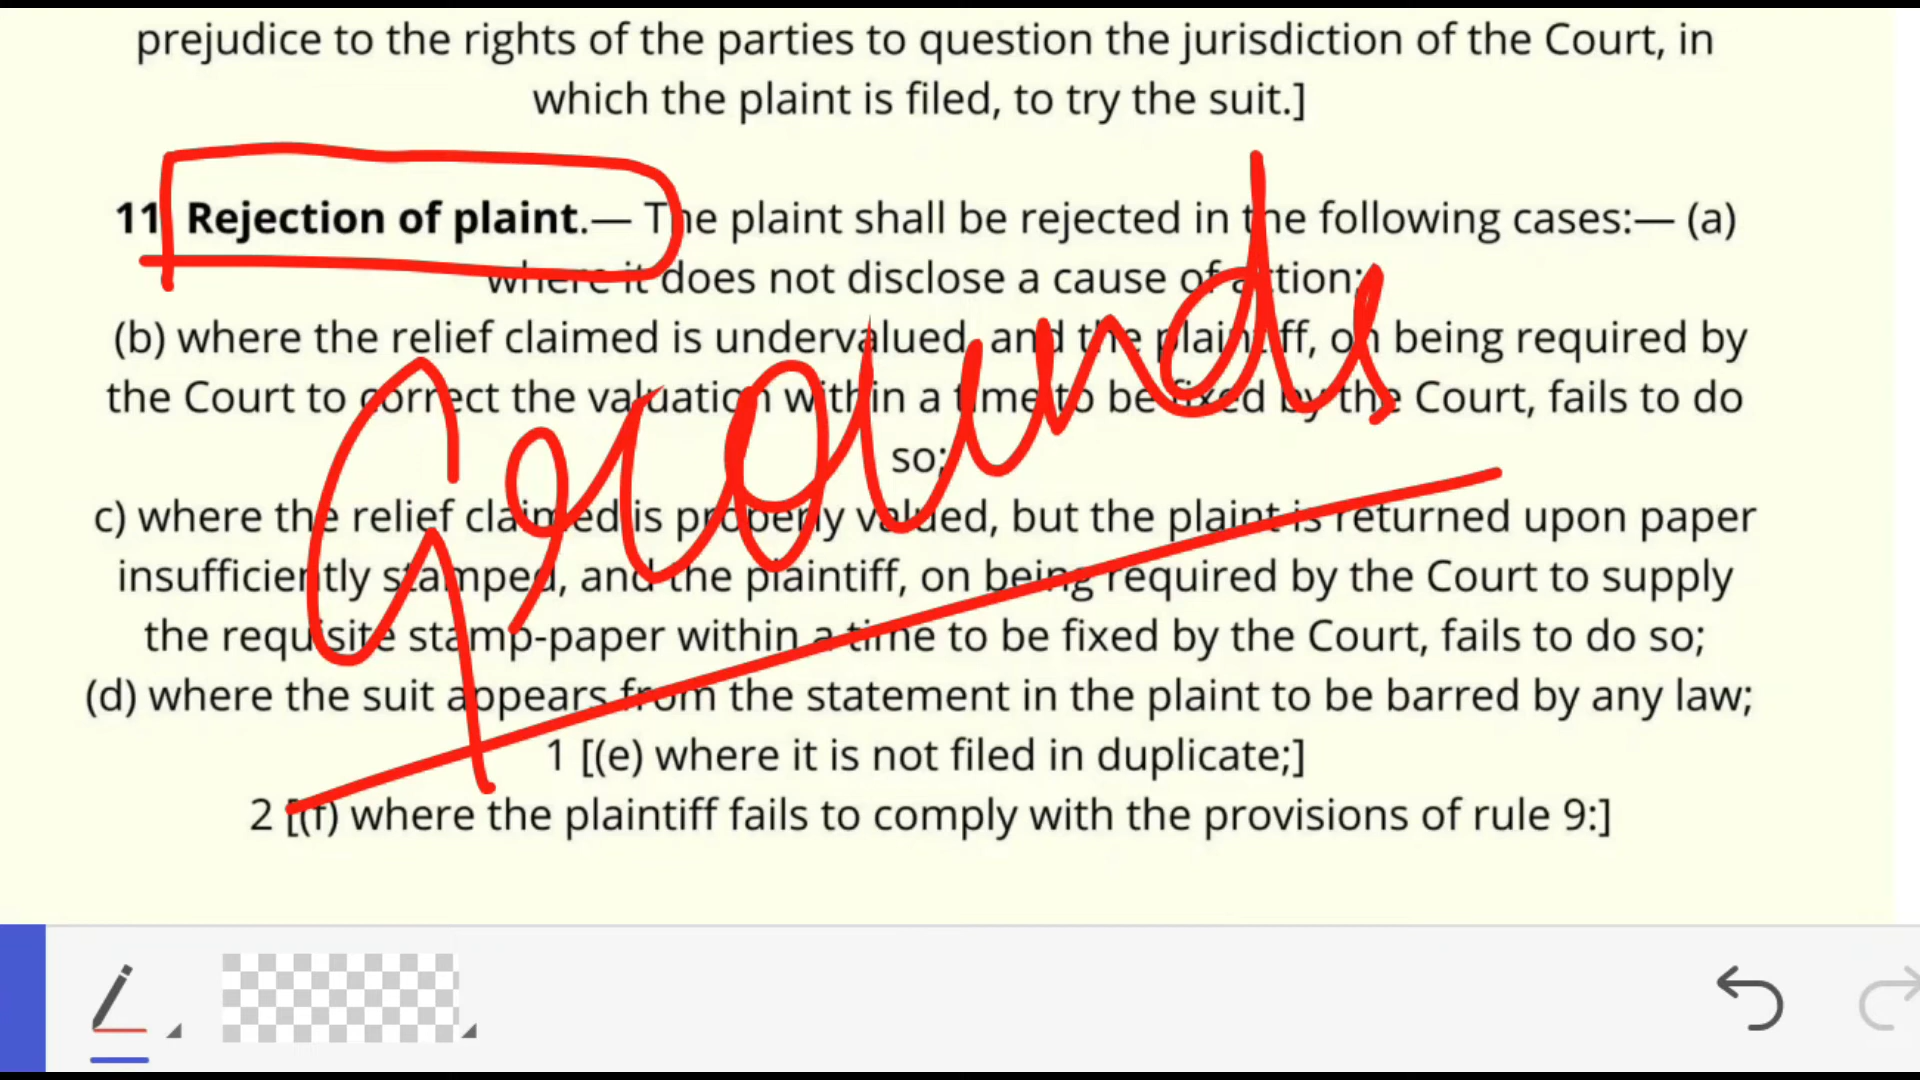 prejudice to the rights of the parties to question the jurisdiction of the Court, in
which the plaint is filed, to try the suit.]
11 Rejection of plaint.— The plaint shall be rejected in the following cases:— (a)
where it does not disclose a cause of action;
(b) where the relief claimed is undervalued, and the plaintiff, on being required by
the Court to correct the valuation within a time to be fixed by the Court, fails to do
so;
c) where the relief claimed is properly valued, but the plaint is returned upon paper
insufficiently stamped, and the plaintiff, on being required by the Court to supply
the requisite stamp-paper within a time to be fixed by the Court, fails to do so;
(d) where the suit appears from the statement in the plaint to be barred by any law;
1 [(e) where it is not filed in duplicate;]
2 [(f) where the plaintiff fails to comply with the provisions of rule 9:]
Grounds